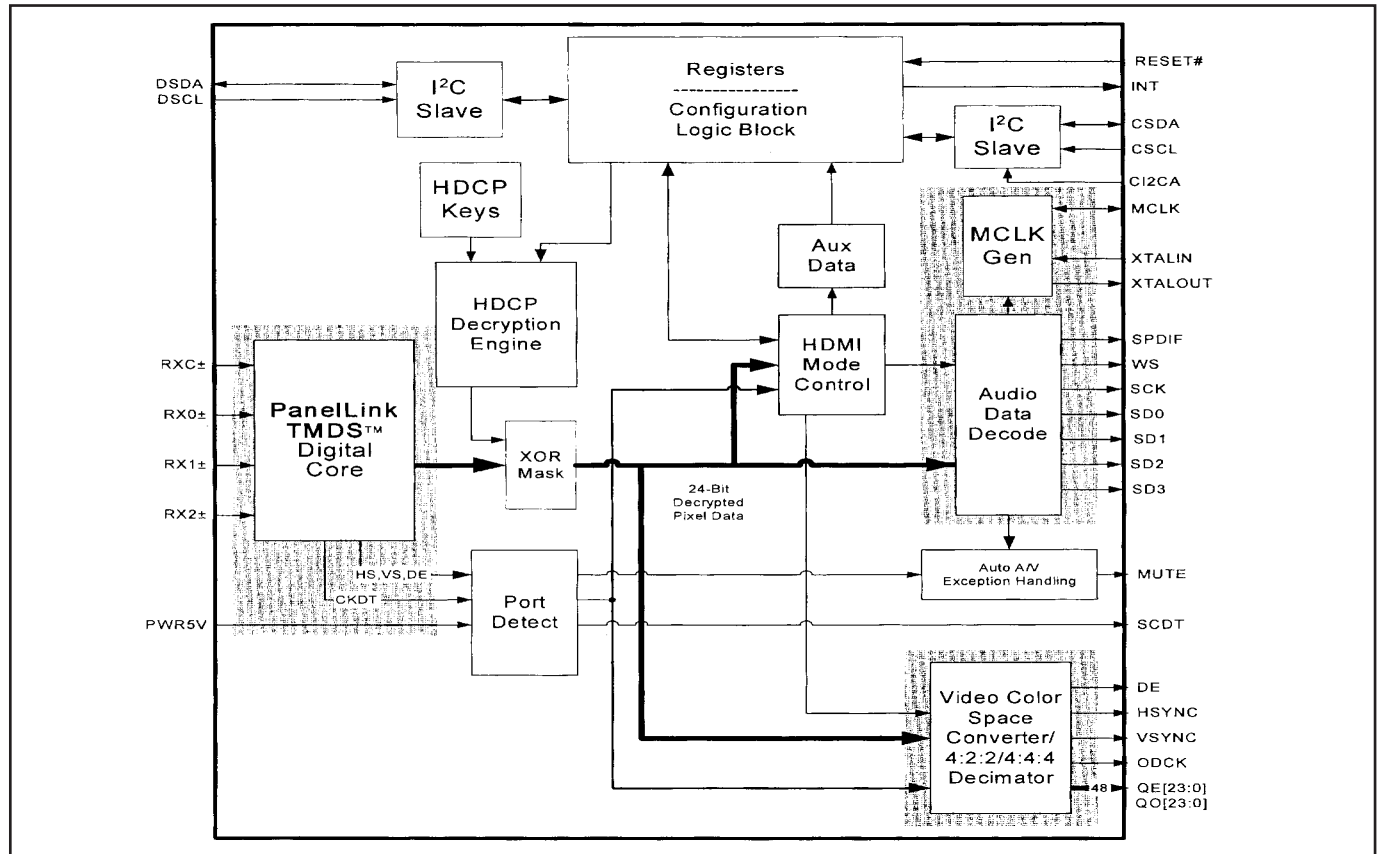 DSDA
DSCL
I²C
Slave
Registers
Configuration
Logic Block
RESET#
INT
I²C
Slave
CSDA
CSCL
CI2CA
HDCP
Keys
MCLK
Gen
MCLK
XTALIN
XTALOUT
Aux
Data
HDCP
Decryption
Engine
HDMI
Mode
Control
RXC±
RX0±
RX1±
RX2±
PanelLink
TMDS™
Digital
Core
XOR
Mask
24-Bit
Decrypted
Pixel Data
Audio
Data
Decode
SPDIF
WS
SCK
SD0
SD1
SD2
SD3
HS,VS,DE
CKDT
PWR5V
Port
Detect
Auto A/V
Exception Handling
MUTE
SCDT
Video Color
Space
Converter/
4:2:2/4:4:4
Decimator
DE
HSYNC
VSYNC
ODCK
48
QE[23:0]
QO[23:0]